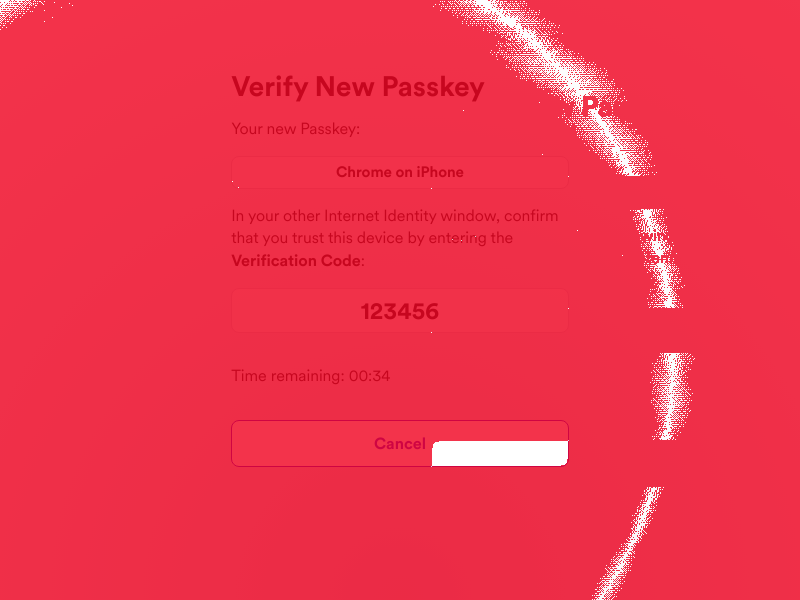 Verify New Passkey
Your new Passkey:
Chrome on iPhone
In your other Internet Identity window, confirm
that you trust this device by entering the
Verification Code:
123456
Time remaining: 00:34
Cancel